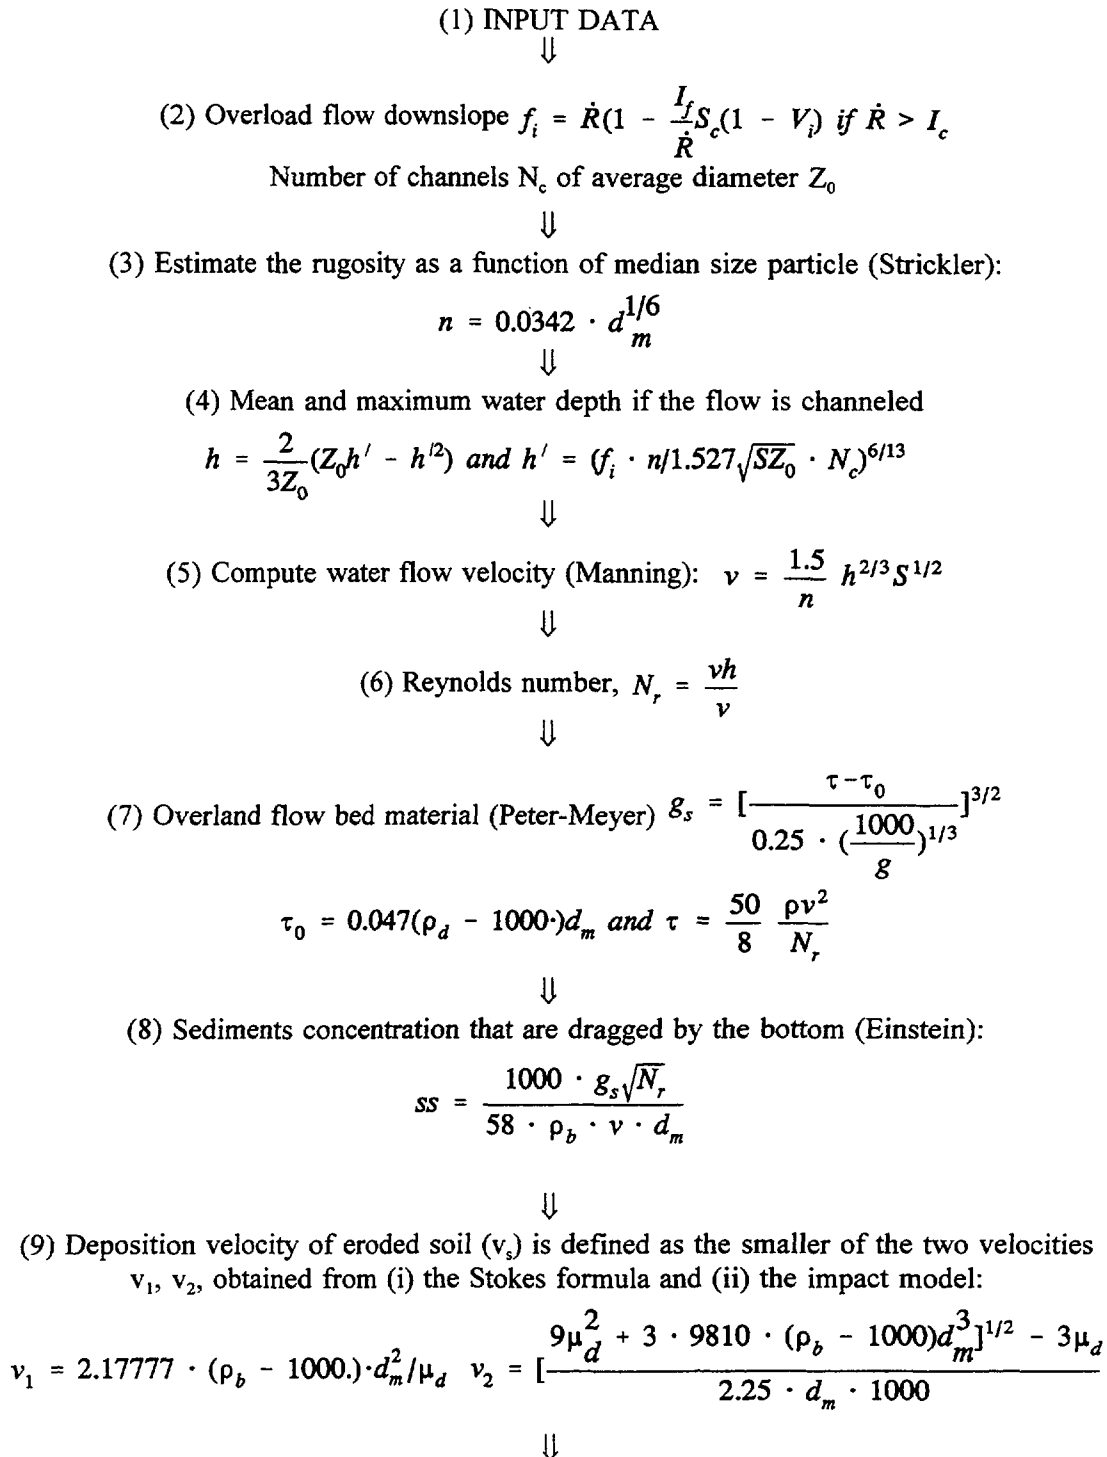 (1) INPUT DATA
⇓
(2) Overload flow downslope f_i = Ṙ(1 - I_f/Ṙ S_c(1 - V_i) if Ṙ > I_c
Number of channels N_c of average diameter Z_0
⇓
(3) Estimate the rugosity as a function of median size particle (Strickler):
n = 0.0342 · d_m^{1/6}
⇓
(4) Mean and maximum water depth if the flow is channeled
h = 2/(3Z_0) (Z_0h′ - h′^2) and h′ = (f_i · n/1.527√(SZ_0) · N_c)^{6/13}
⇓
(5) Compute water flow velocity (Manning): v = 1.5/n h^{2/3} S^{1/2}
⇓
(6) Reynolds number, N_r = vh/ν
⇓
(7) Overland flow bed material (Peter-Meyer) g_s = [(τ-τ_0)/(0.25 · (1000/g)^{1/3})]^{3/2}
τ_0 = 0.047(ρ_d - 1000·)d_m and τ = 50/8 ρv^2/N_r
⇓
(8) Sediments concentration that are dragged by the bottom (Einstein):
ss = (1000 · g_s√N_r)/(58 · ρ_b · v · d_m)
⇓
(9) Deposition velocity of eroded soil (v_s) is defined as the smaller of the two velocities
v_1, v_2, obtained from (i) the Stokes formula and (ii) the impact model:
v_1 = 2.17777 · (ρ_b - 1000.)·d_m^2/μ_d v_2 = [(9μ_d^2 + 3 · 9810 · (ρ_b - 1000)d_m^3]^{1/2} - 3μ_d)/(2.25 · d_m · 1000)
⇓